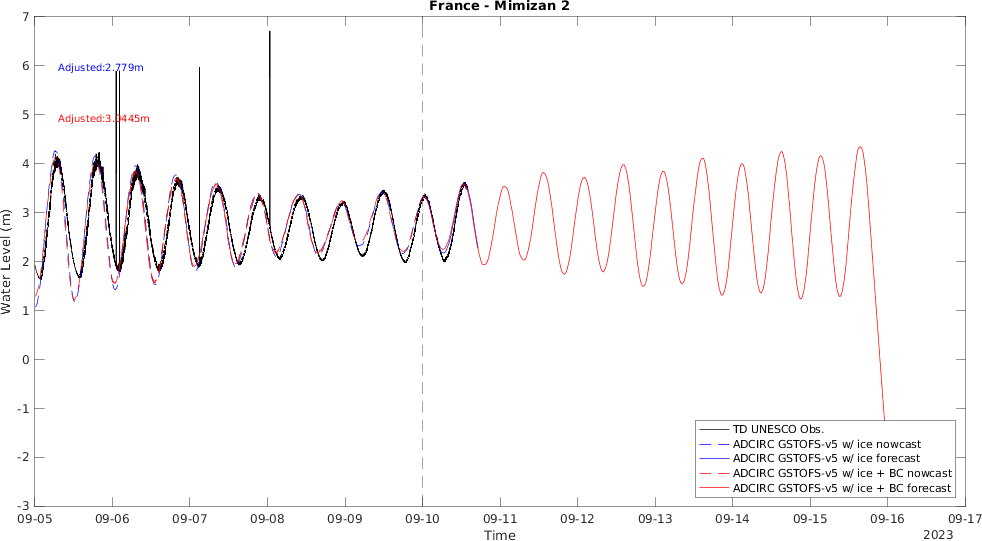 France - Mimizan 2
7
6
5
4
3
2
1
0
-1
-2
-3
Water Level (m)
Adjusted:2.779m
Adjusted:3.0445m
TD UNESCO Obs.
ADCIRC GSTOFS-v5 w/ ice nowcast
ADCIRC GSTOFS-v5 w/ ice forecast
ADCIRC GSTOFS-v5 w/ ice + BC nowcast
ADCIRC GSTOFS-v5 w/ ice + BC forecast
09-05 09-06 09-07 09-08 09-09 09-10 09-11 09-12 09-13 09-14 09-15 09-16 09-17
Time
2023